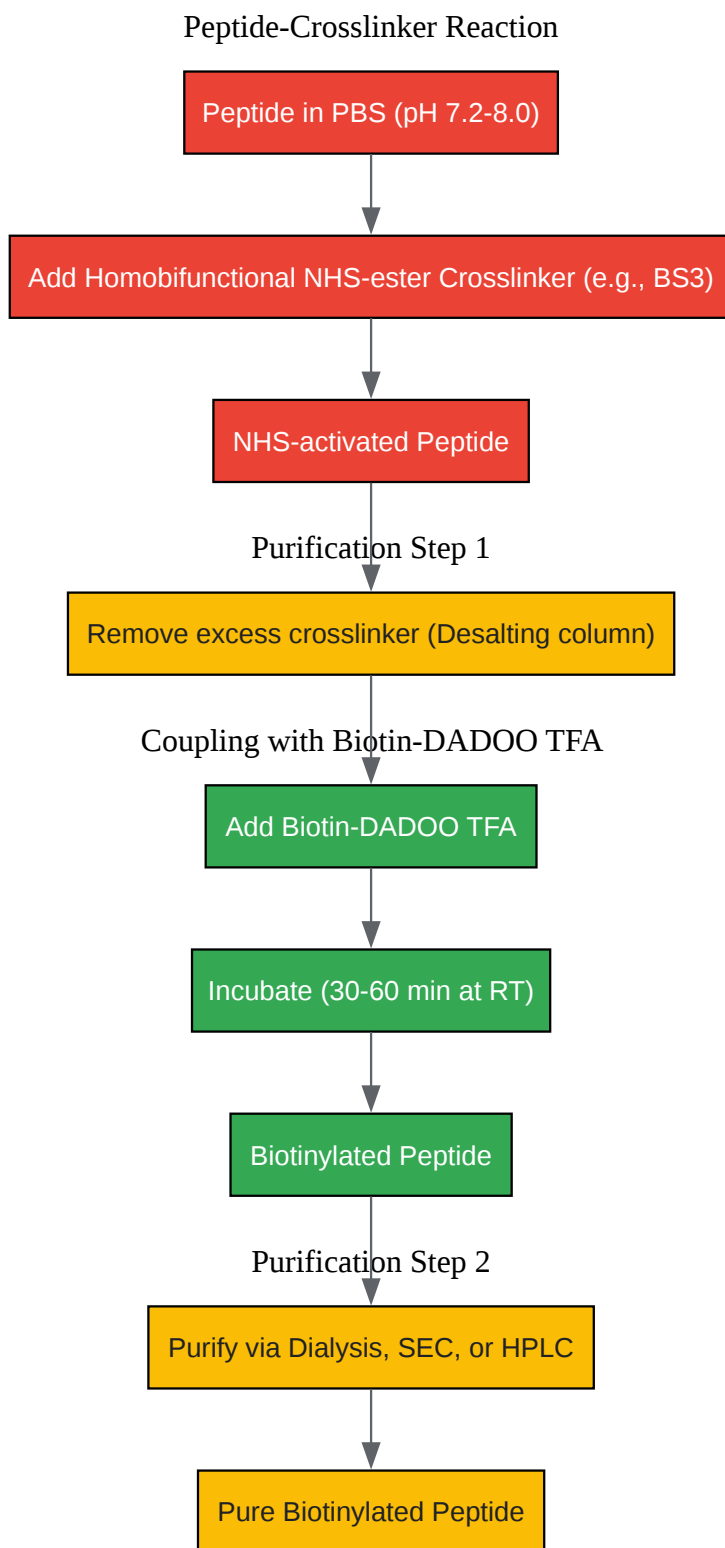 Peptide-Crosslinker Reaction
Peptide in PBS (pH 7.2-8.0)
Add Homobifunctional NHS-ester Crosslinker (e.g., BS3)
NHS-activated Peptide
Purification Step 1
Remove excess crosslinker (Desalting column)
Coupling with Biotin-DADOO TFA
Add Biotin-DADOO TFA
Incubate (30-60 min at RT)
Biotinylated Peptide
Purification Step 2
Purify via Dialysis, SEC, or HPLC
Pure Biotinylated Peptide